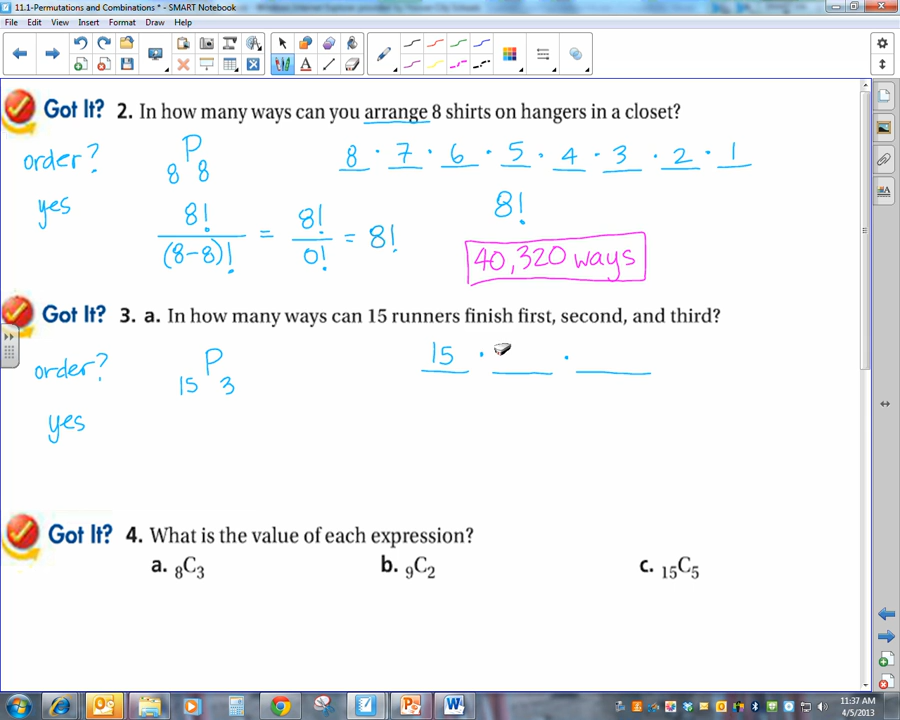 11.1-Permutations and Combinations * - SMART Notebook
File Edit View Insert Format Draw Help
Got It? 2. In how many ways can you arrange 8 shirts on hangers in a closet?
order? 8P8 8 · 7 · 6 · 5 · 4 · 3 · 2 · 1
yes 8!/(8-8)! = 8!/0! = 8! 8!
40,320 ways
Got It? 3. a. In how many ways can 15 runners finish first, second, and third?
order? 15P3 15 · __ · __
yes
Got It? 4. What is the value of each expression?
a. 8C3 b. 9C2 c. 15C5
11:37 AM
4/5/2013